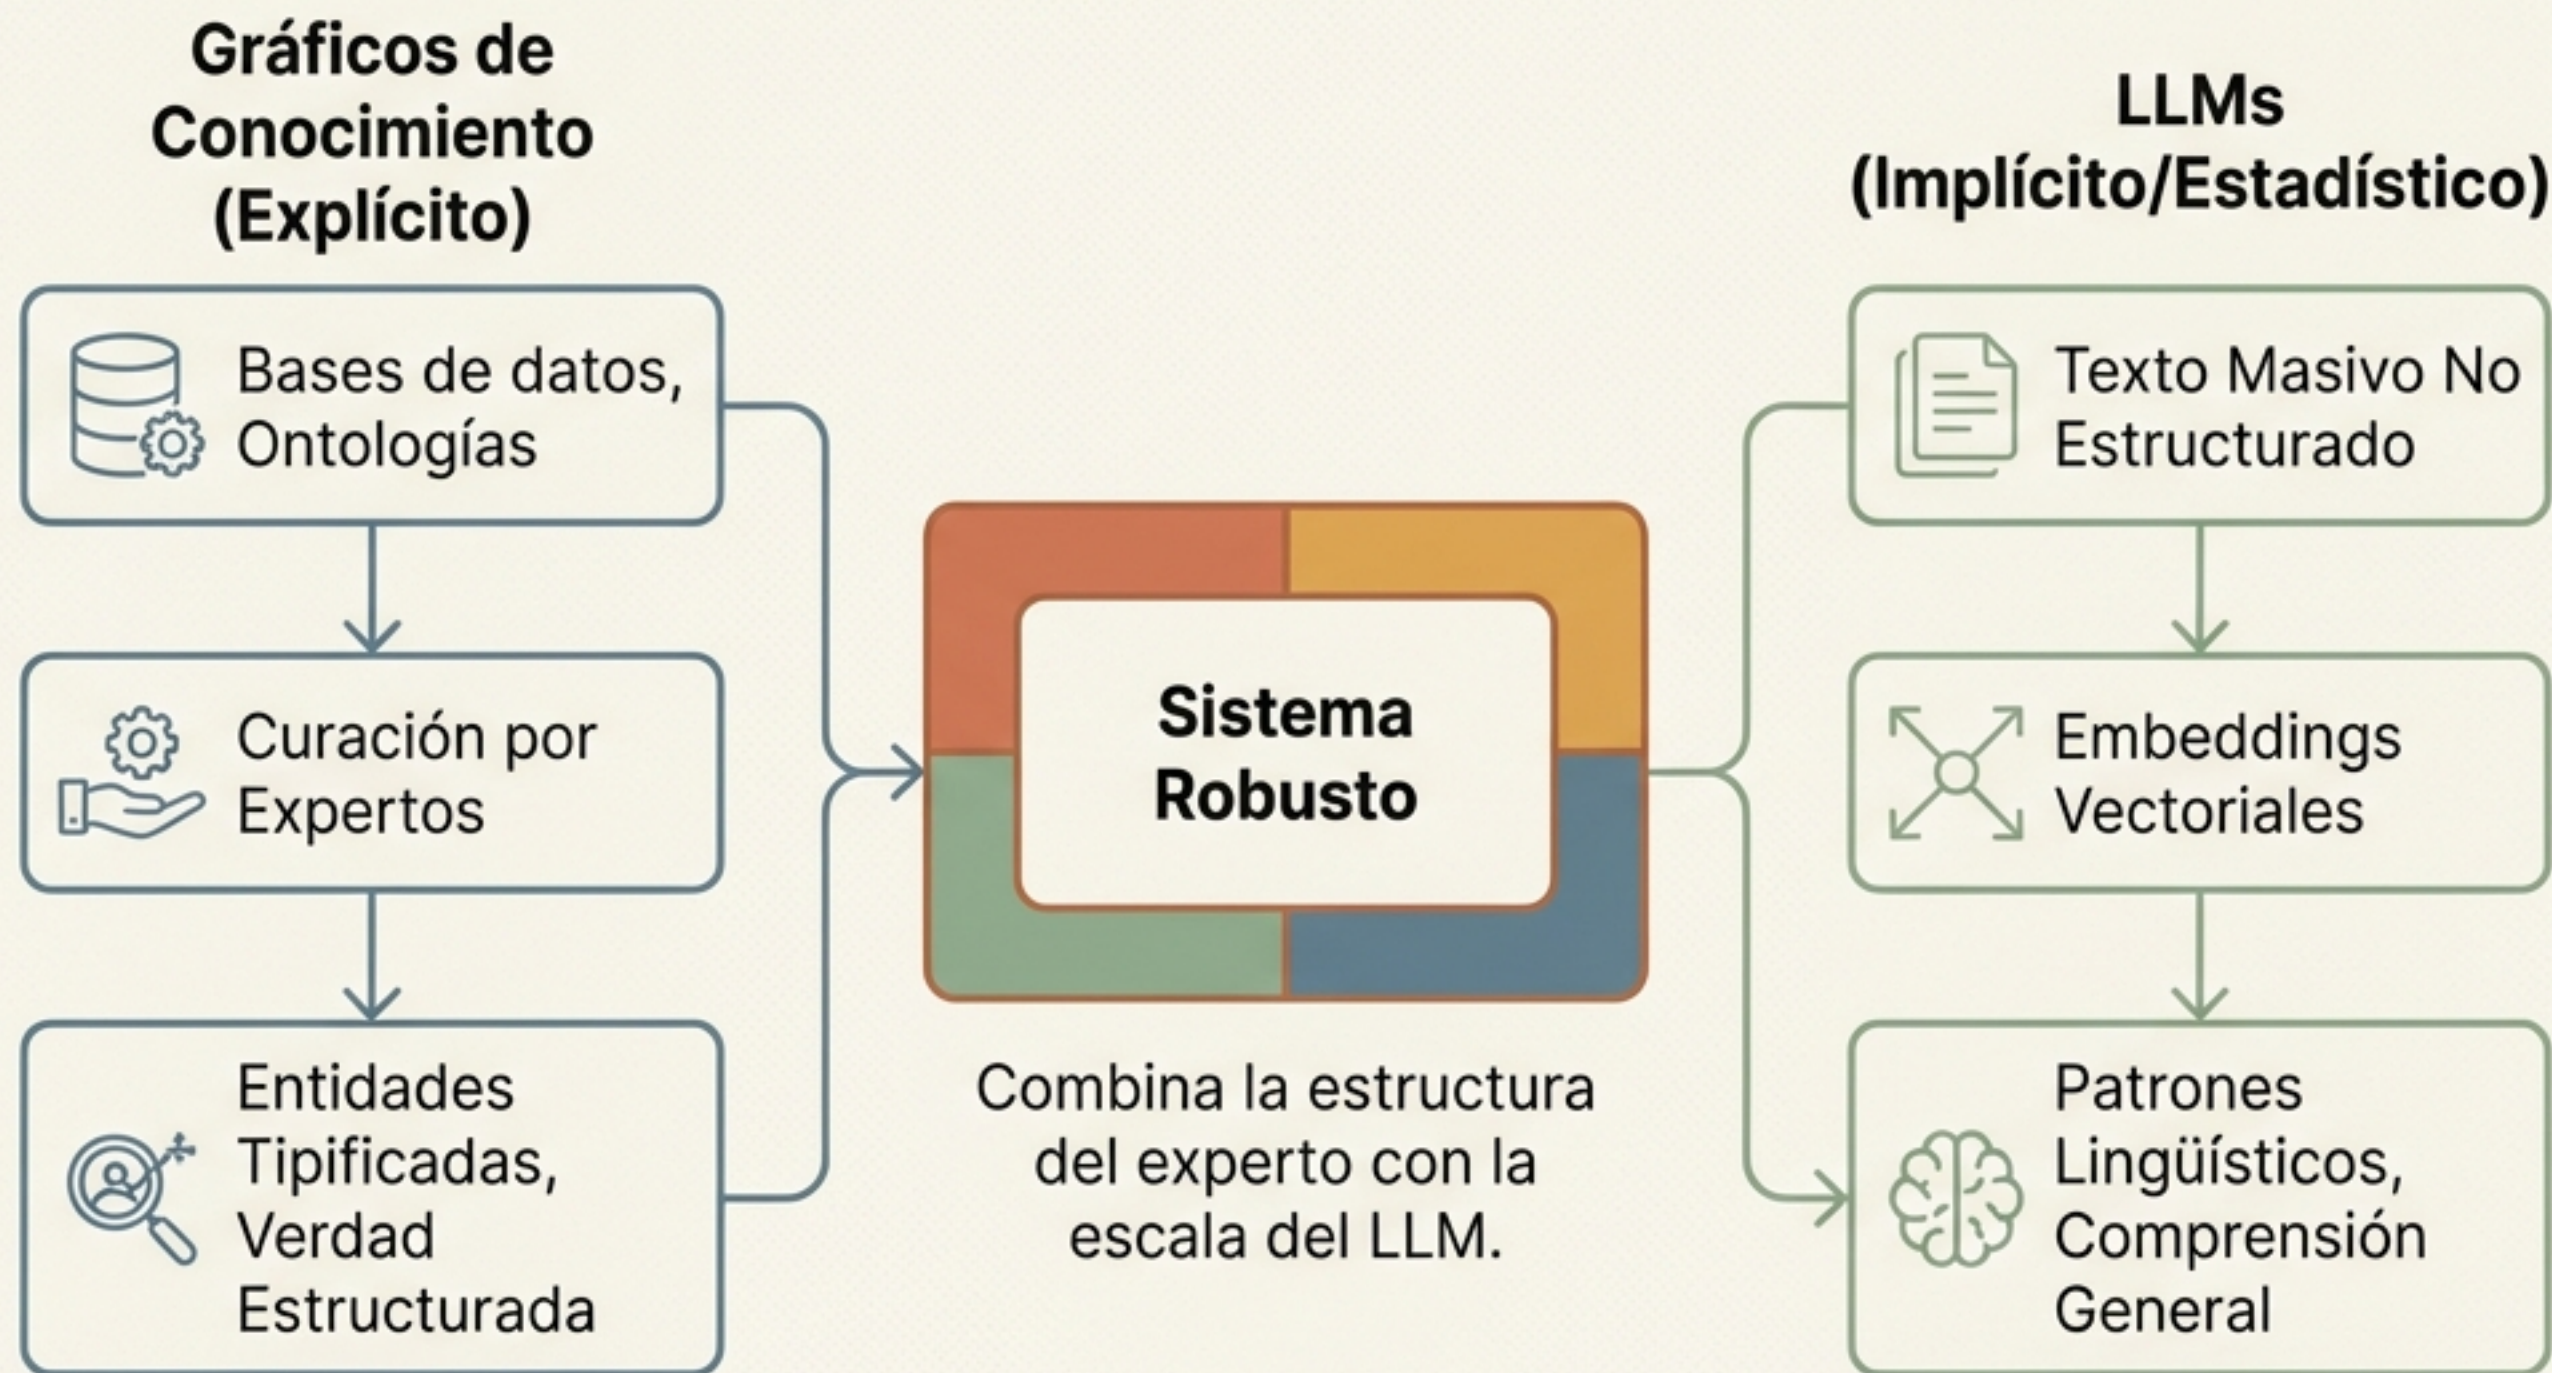 Gráficos de
Conocimiento
(Explícito)
Bases de datos,
Ontologías
Curación por
Expertos
Entidades
Tipificadas,
Verdad
Estructurada
Sistema
Robusto
Combina la estructura
del experto con la
escala del LLM.
LLMs
(Implícito/Estadístico)
Texto Masivo No
Estructurado
Embeddings
Vectoriales
Patrones
Lingüísticos,
Comprensión
General